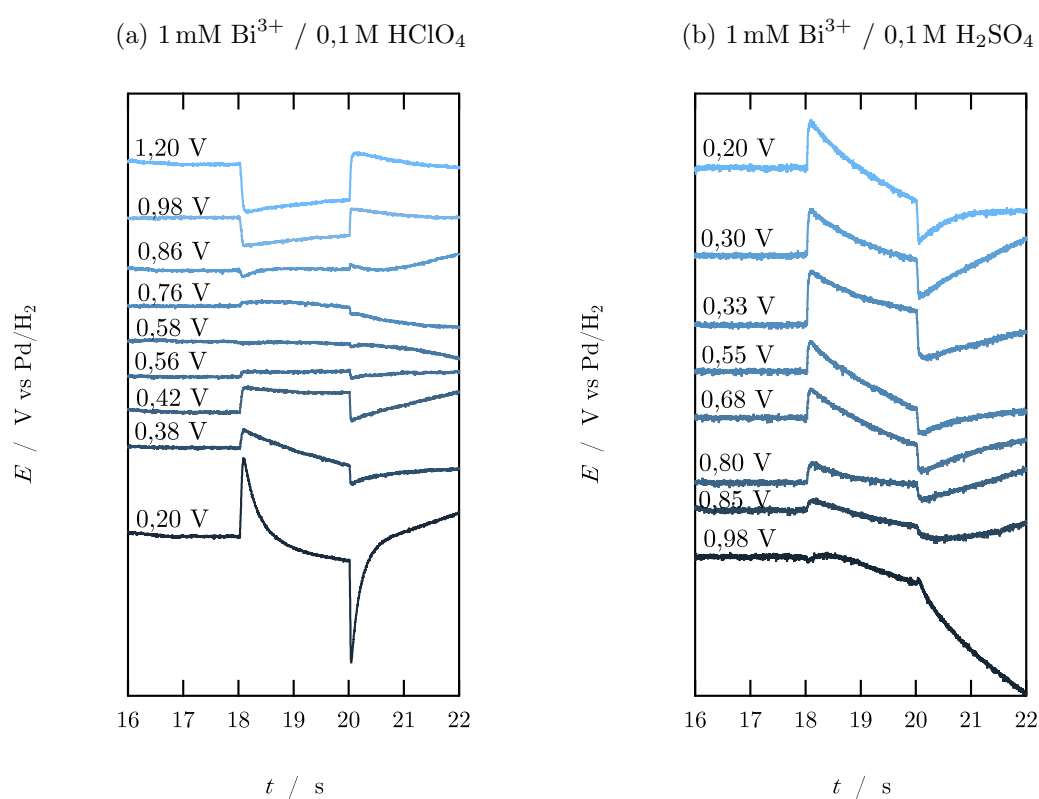 (a) 1 mM Bi³⁺ / 0,1 M HClO₄
1,20 V
0,98 V
0,86 V
0,76 V
0,58 V
0,56 V
0,42 V
0,38 V
0,20 V
E / V vs Pd/H₂
16 17 18 19 20 21 22
t / s
(b) 1 mM Bi³⁺ / 0,1 M H₂SO₄
0,20 V
0,30 V
0,33 V
0,55 V
0,68 V
0,80 V
0,85 V
0,98 V
E / V vs Pd/H₂
16 17 18 19 20 21 22
t / s